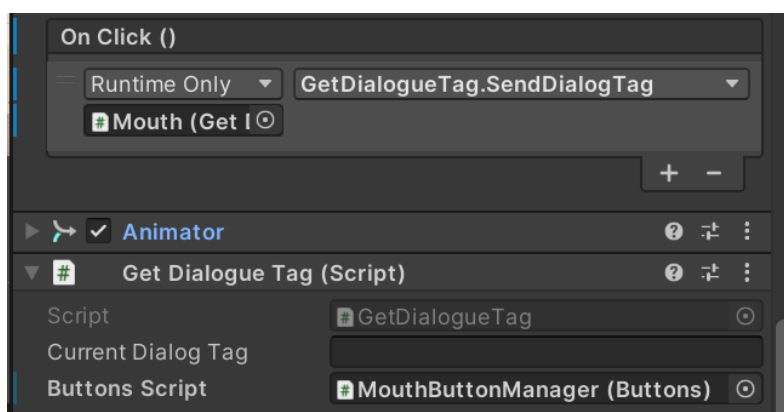 On Click ()
Runtime Only GetDialogueTag.SendDialogTag
Mouth (Get
Animator
Get Dialogue Tag (Script)
Script GetDialogueTag
Current Dialog Tag
Buttons Script MouthButtonManager (Buttons)